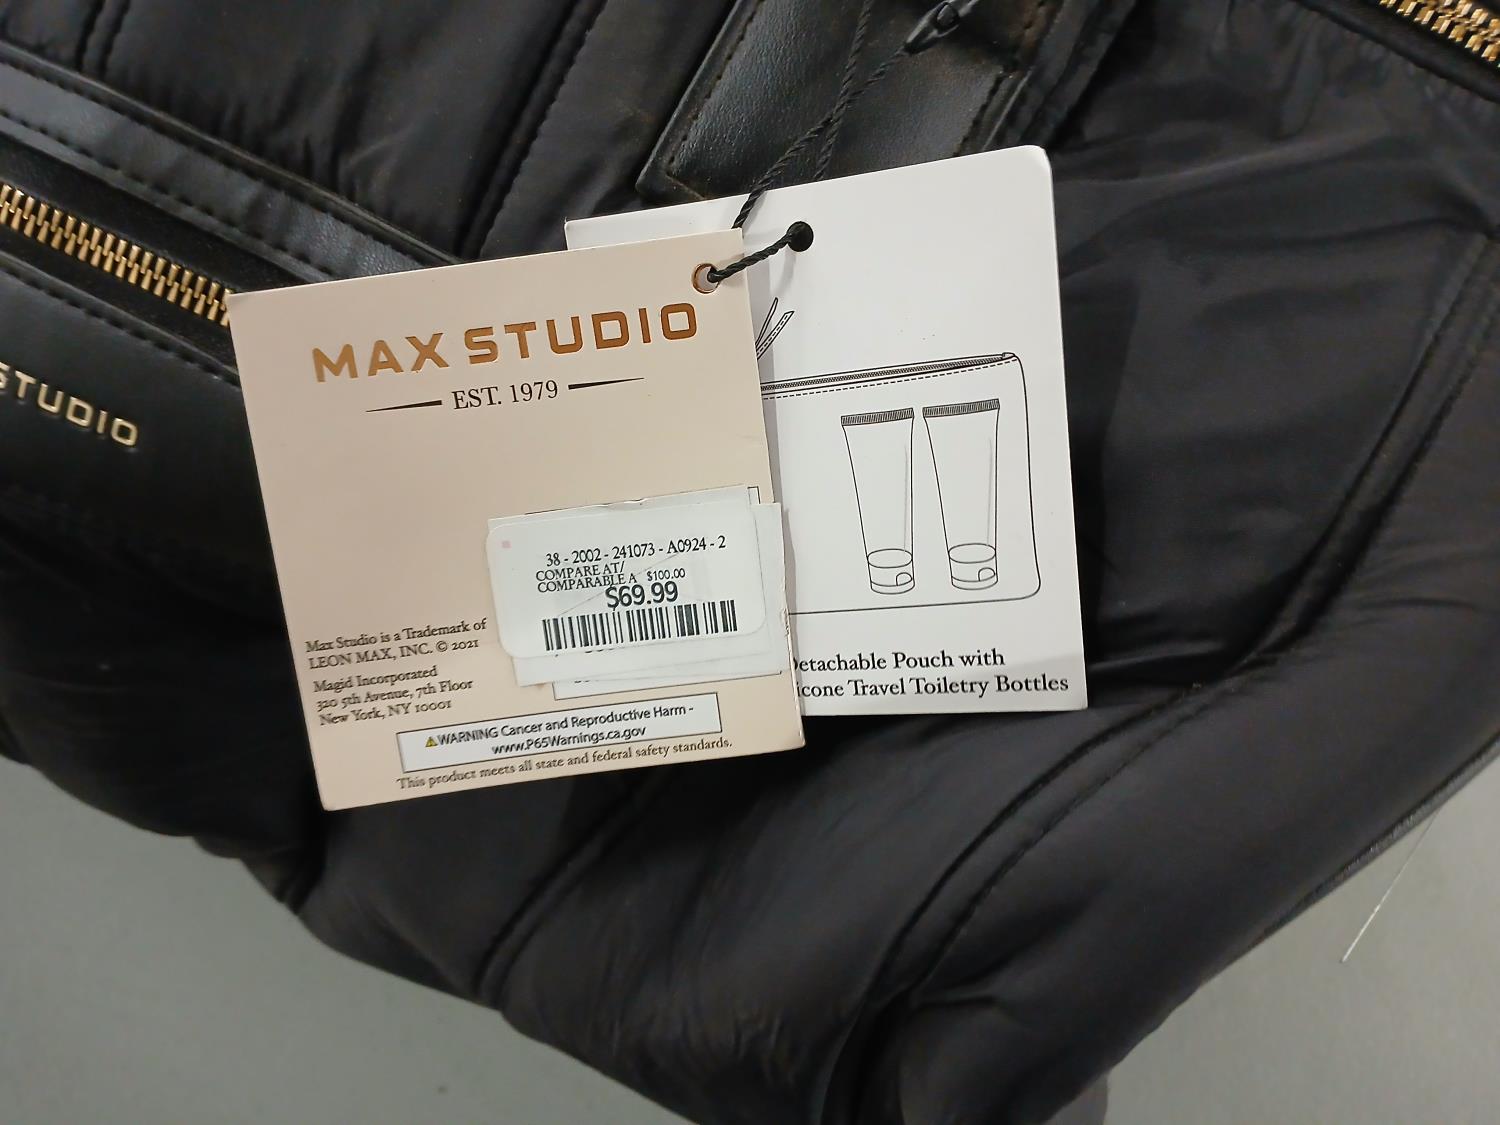 STUDIO
MAX STUDIO
EST. 1979
38 - 2002 - 241073 - A0924 - 2
COMPARE AT/
COMPARABLE A $100.00
$69.99
Max Studio is a Trademark of
LEON MAX, INC. © 2021
Magid Incorporated
320 5th Avenue, 7th Floor
New York, NY 10001
WARNING Cancer and Reproductive Harm -
www.P65Warnings.ca.gov
This product meets all state and federal safety standards.
Detachable Pouch with
icone Travel Toiletry Bottles